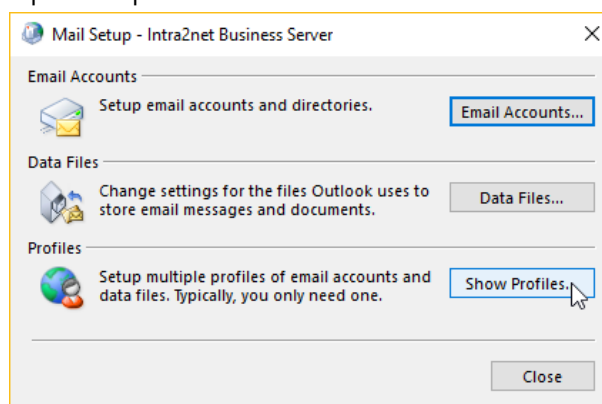 Mail Setup - Intra2net Business Server
Email Accounts
Setup email accounts and directories.
Email Accounts...
Data Files
Change settings for the files Outlook uses to
store email messages and documents.
Data Files...
Profiles
Setup multiple profiles of email accounts and
data files. Typically, you only need one.
Show Profiles...
Close